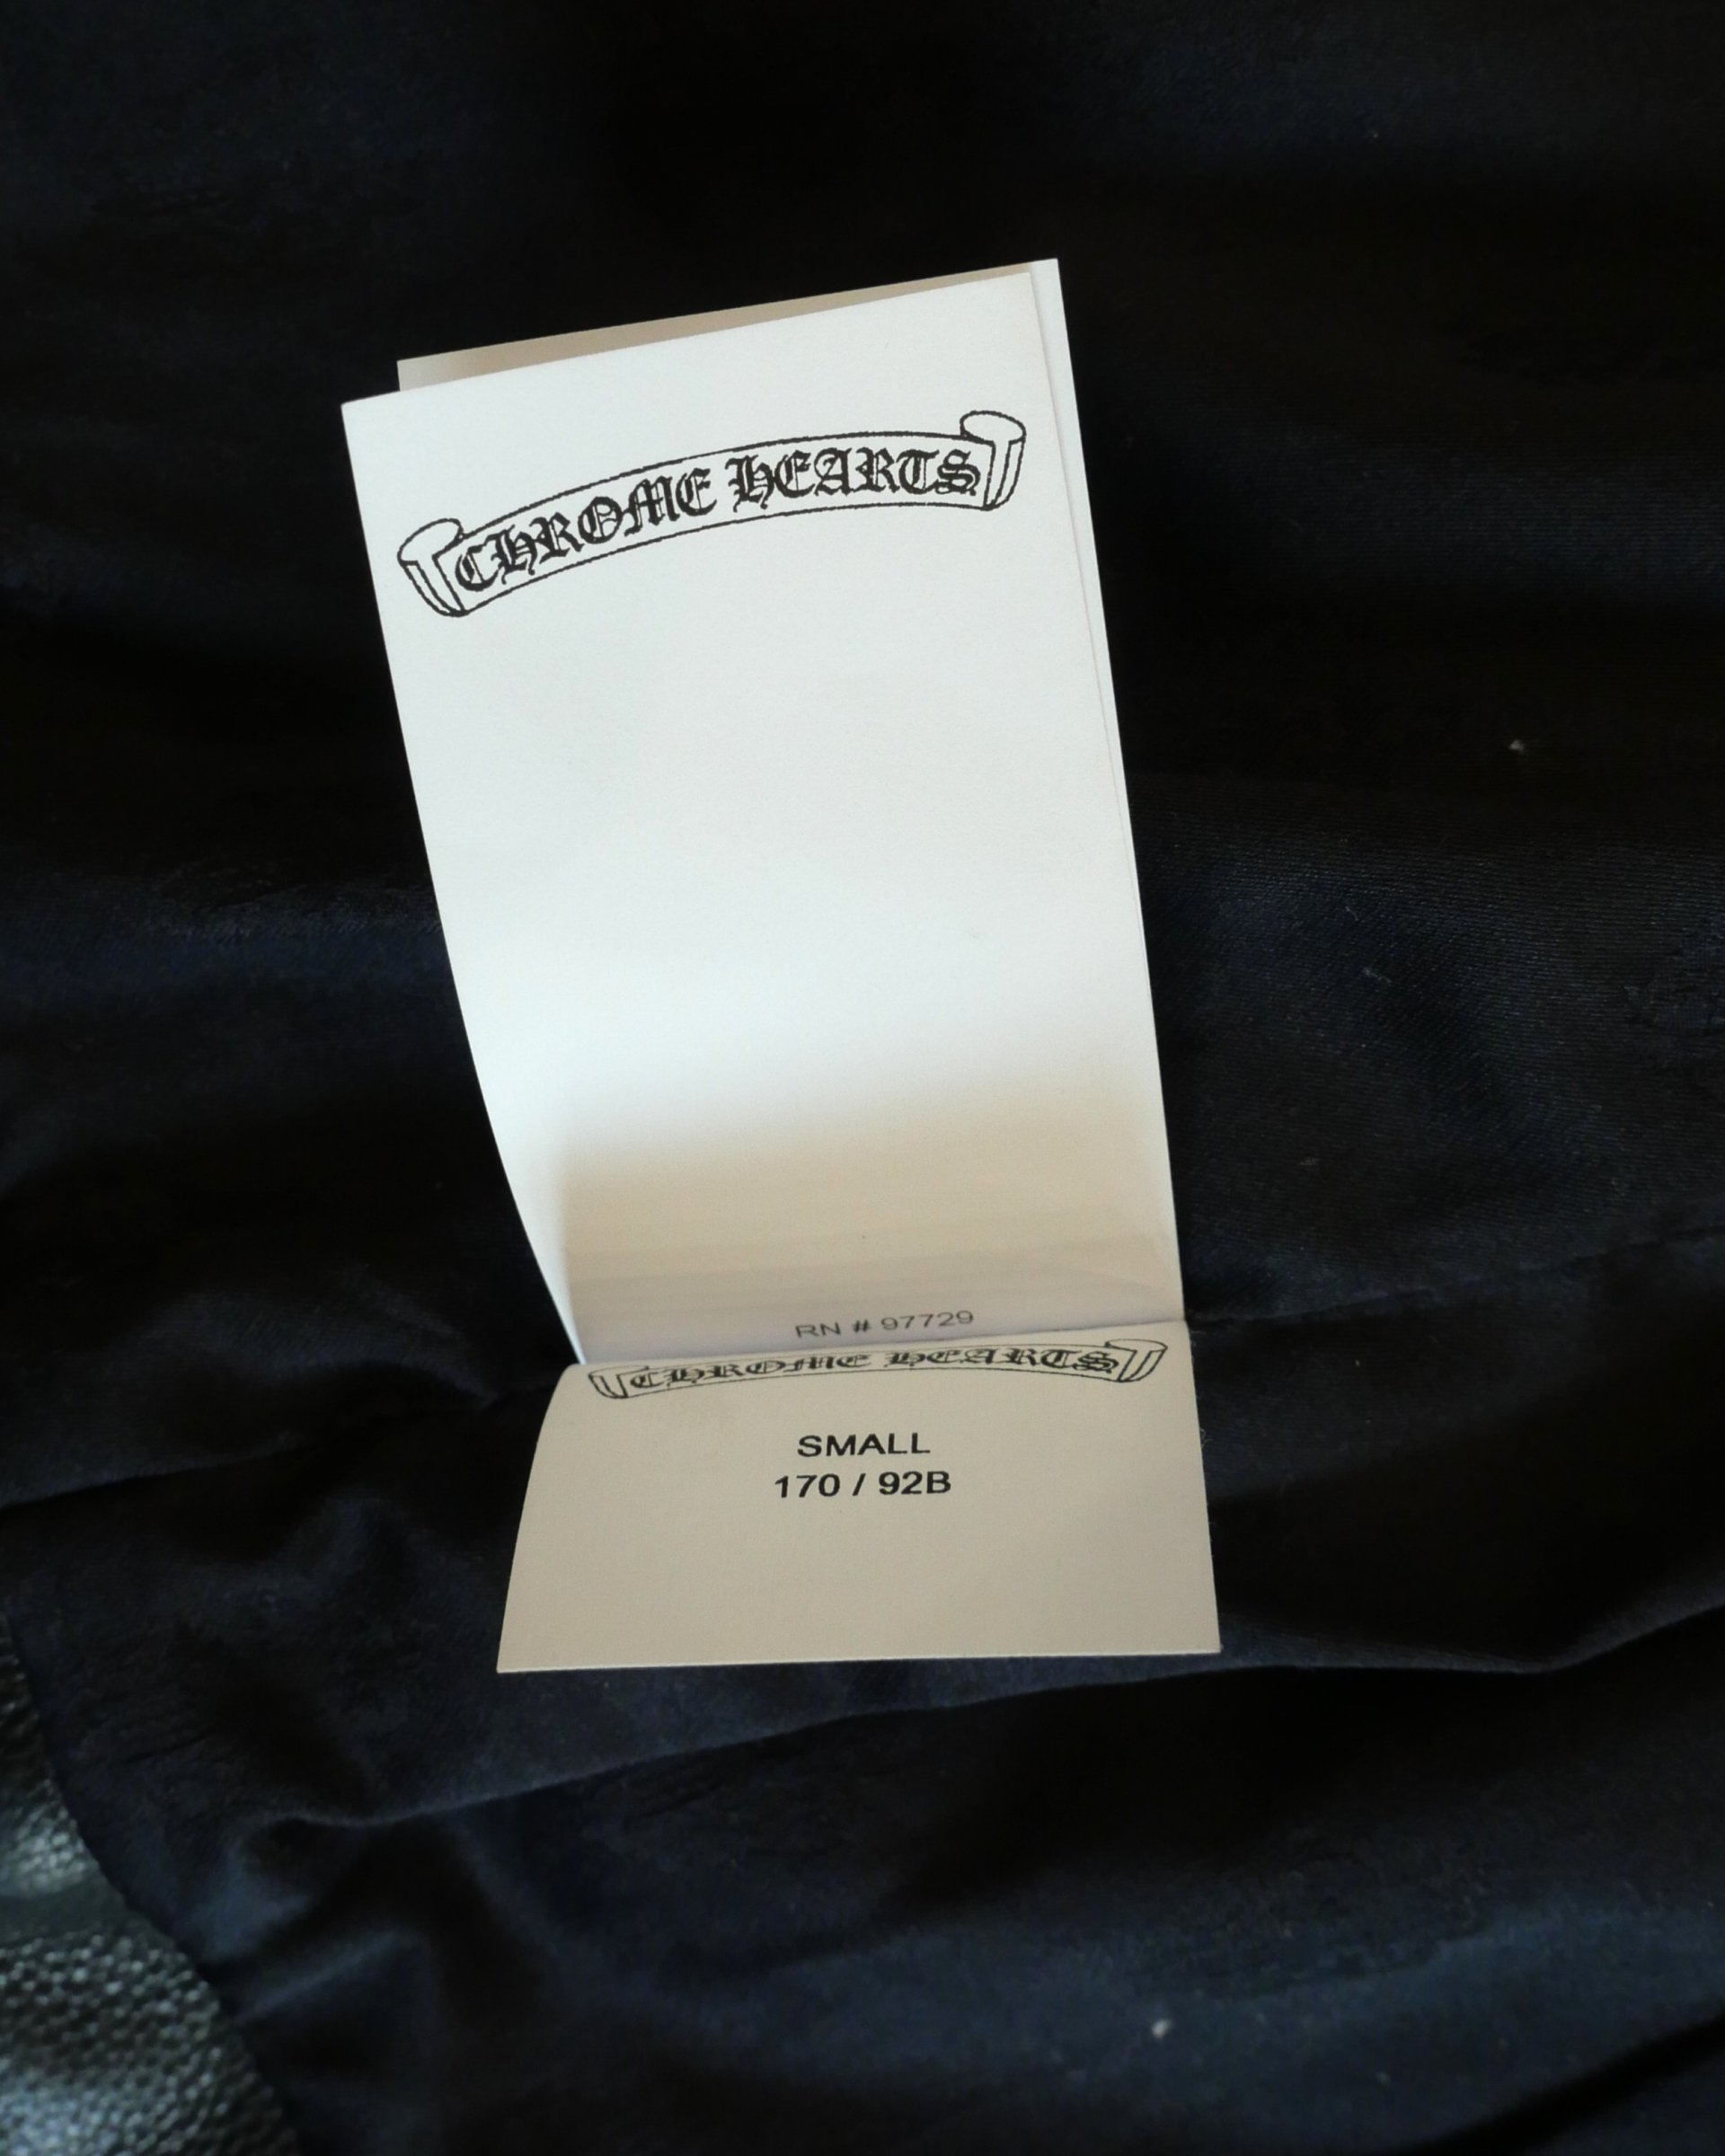 CHROME HEARTS
RN # 97729
CHROME HEARTS
SMALL
170 / 92B